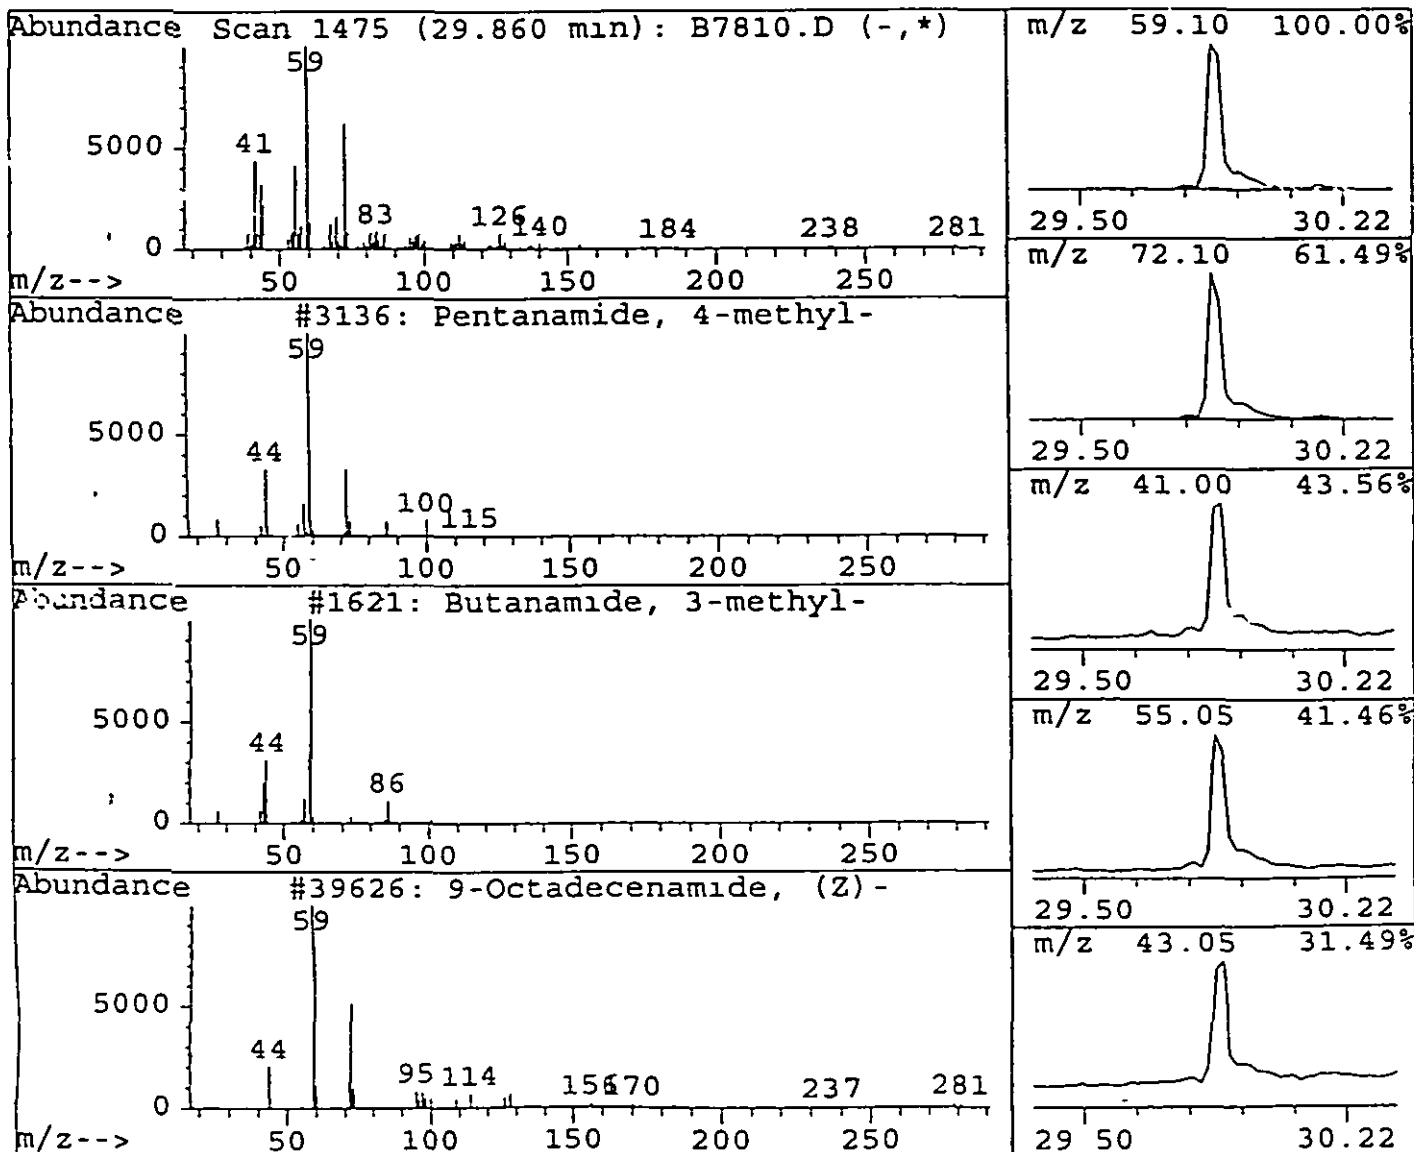 Abundance Scan 1475 (29.860 min): B7810.D (-,*)
59
5000
41
83
126
140
184
238
281
0
m/z-->
50 100 150 200 250
Abundance #3136: Pentanamide, 4-methyl-
59
5000
44
100
115
0
m/z-->
50 100 150 200 250
Abundance #1621: Butanamide, 3-methyl-
59
5000
44
86
0
m/z-->
50 100 150 200 250
Abundance #39626: 9-Octadecenamide, (Z)-
59
5000
44
95 114 156 170 237 281
0
m/z-->
50 100 150 200 250
m/z 59.10 100.00%
29.50 30.22
m/z 72.10 61.49%
29.50 30.22
m/z 41.00 43.56%
29.50 30.22
m/z 55.05 41.46%
29.50 30.22
m/z 43.05 31.49%
29 50 30.22